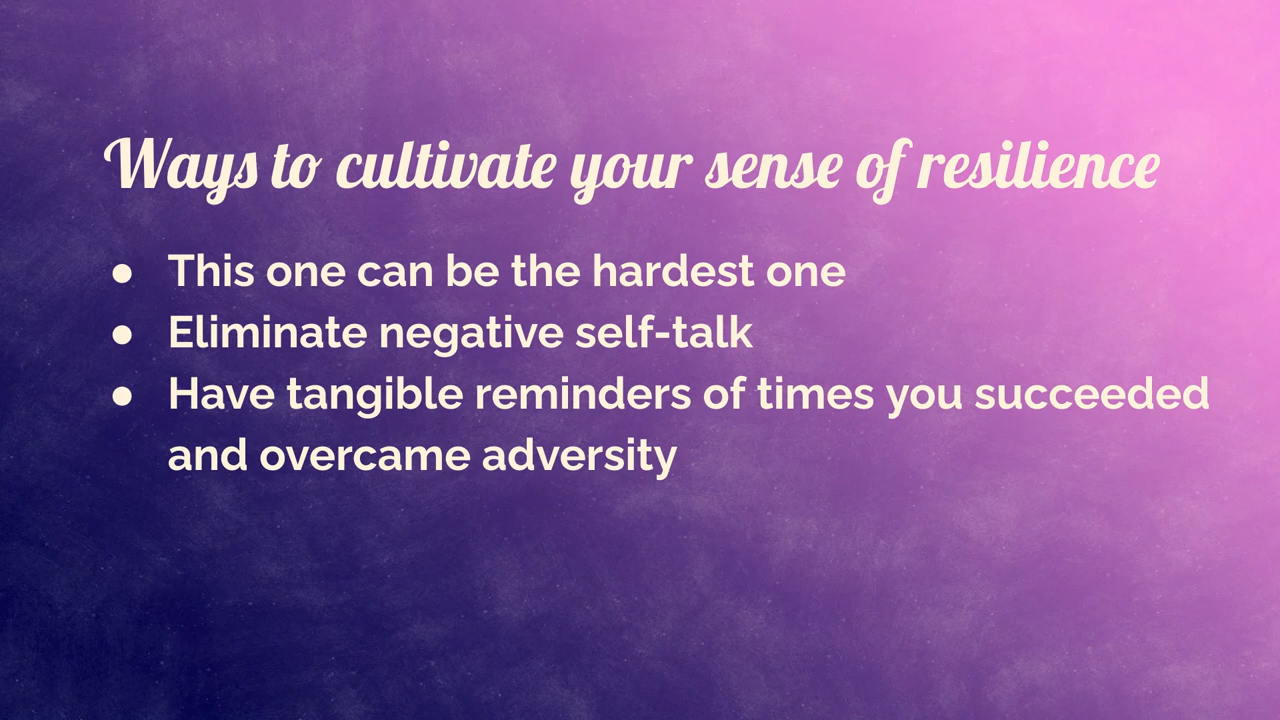 Ways to cultivate your sense of resilience
● This one can be the hardest one
● Eliminate negative self-talk
● Have tangible reminders of times you succeeded
and overcame adversity